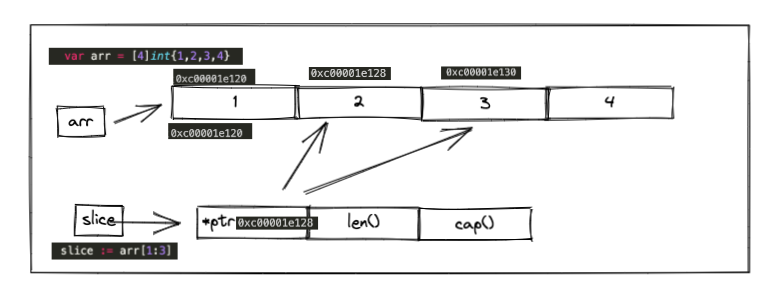 var arr = [4]int{1,2,3,4}
0xc00001e120
0xc00001e128
0xc00001e130
arr
1
2
3
4
0xc00001e120
slice
*ptr 0xc00001e128
len()
cap()
slice := arr[1:3]